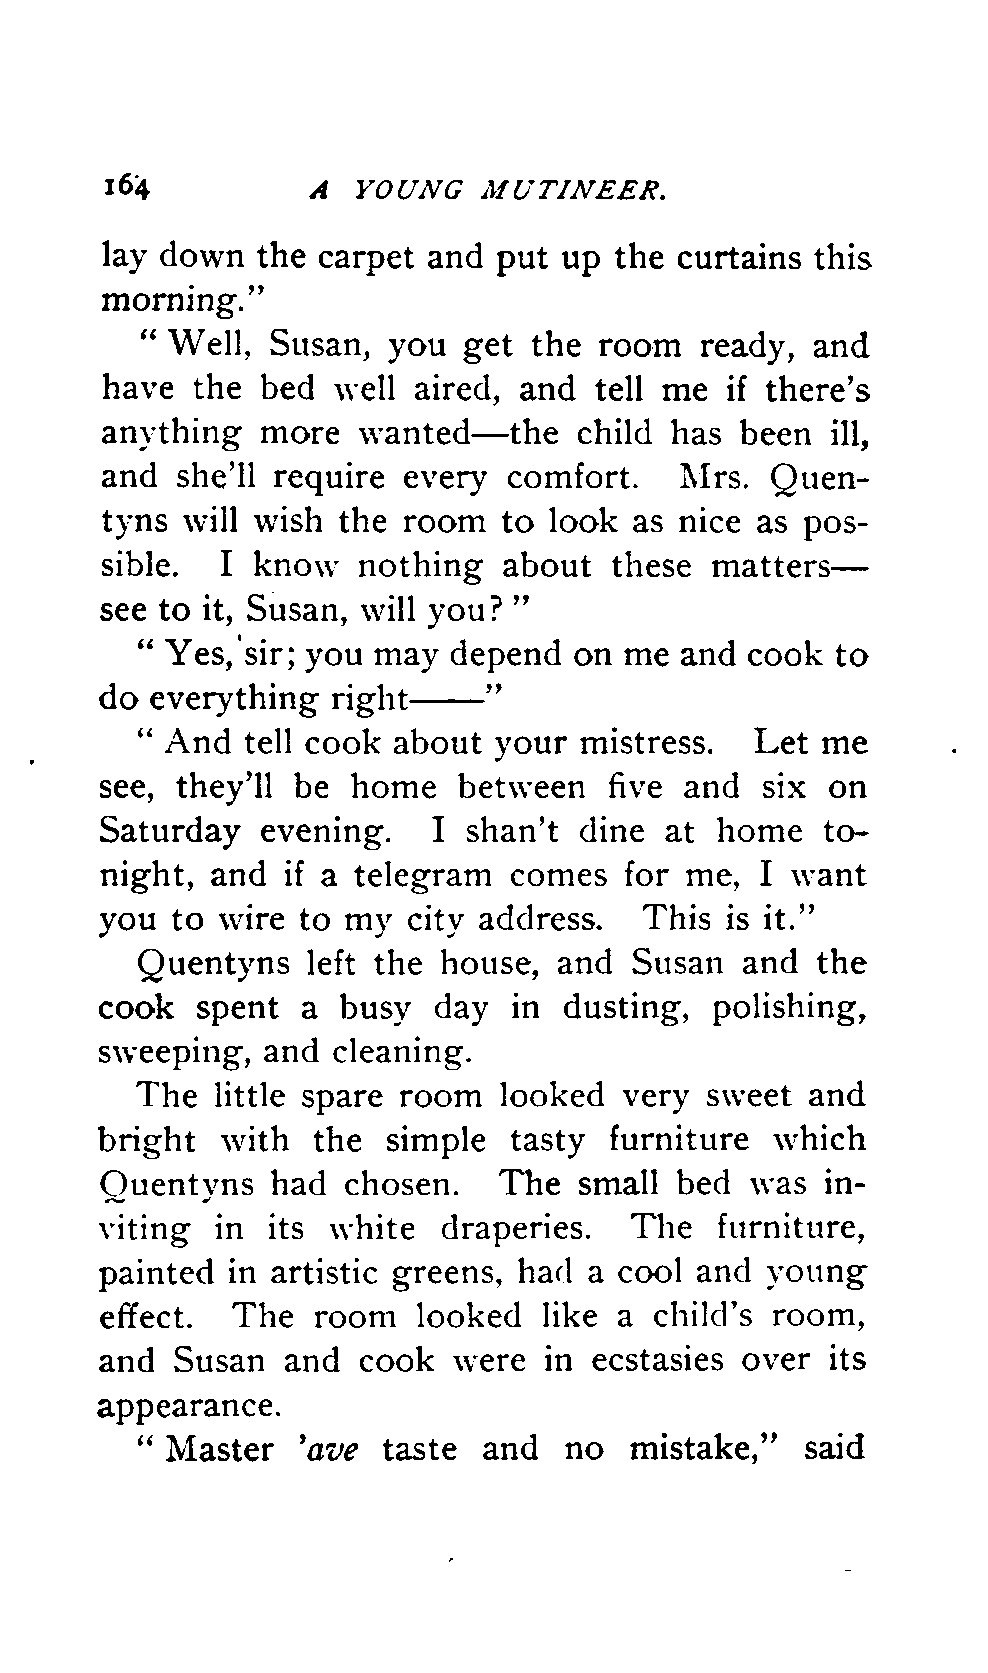 164 A YOUNG MUTINEER.
lay down the carpet and put up the curtains this
morning."
" Well, Susan, you get the room ready, and
have the bed well aired, and tell me if there's
anything more wanted—the child has been ill,
and she'll require every comfort. Mrs. Quen-
tyns will wish the room to look as nice as pos-
sible. I know nothing about these matters—
see to it, Susan, will you? "
" Yes, sir; you may depend on me and cook to
do everything right——"
" And tell cook about your mistress. Let me
see, they'll be home between five and six on
Saturday evening. I shan't dine at home to-
night, and if a telegram comes for me, I want
you to wire to my city address. This is it."
Quentyns left the house, and Susan and the
cook spent a busy day in dusting, polishing,
sweeping, and cleaning.
The little spare room looked very sweet and
bright with the simple tasty furniture which
Quentyns had chosen. The small bed was in-
viting in its white draperies. The furniture,
painted in artistic greens, had a cool and young
effect. The room looked like a child's room,
and Susan and cook were in ecstasies over its
appearance.
" Master 'ave taste and no mistake," said